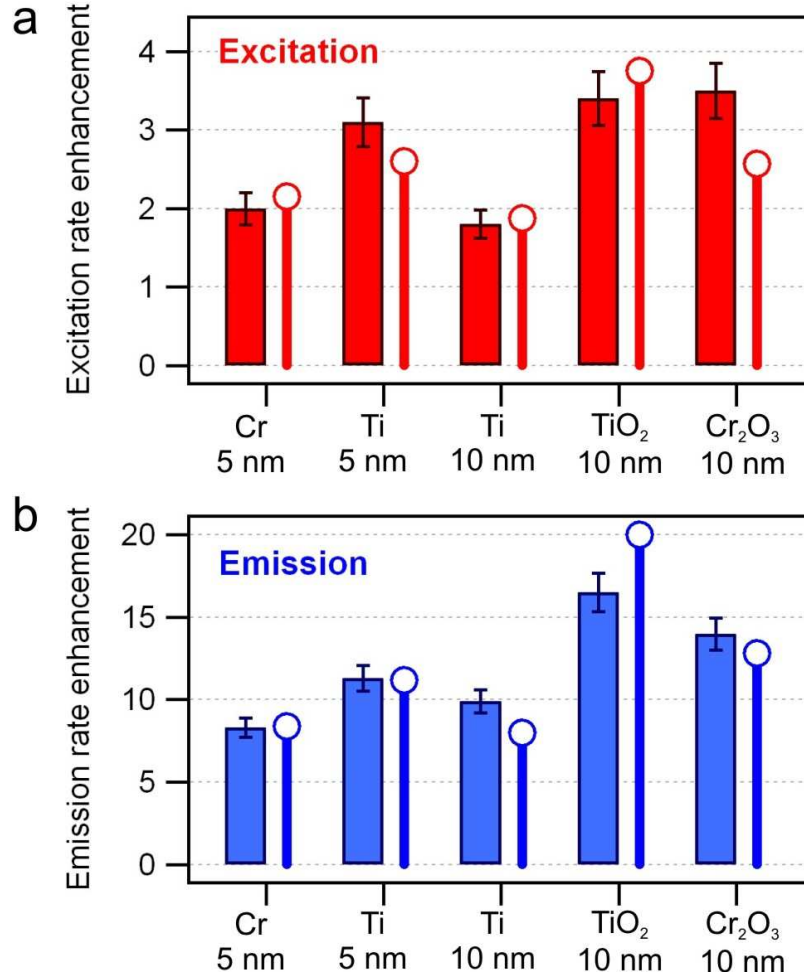 a
Excitation
Excitation rate enhancement
4
3
2
1
0
Cr
5 nm
Ti
5 nm
Ti
10 nm
TiO₂
10 nm
Cr₂O₃
10 nm
b
Emission
Emission rate enhancement
20
15
10
5
0
Cr
5 nm
Ti
5 nm
Ti
10 nm
TiO₂
10 nm
Cr₂O₃
10 nm